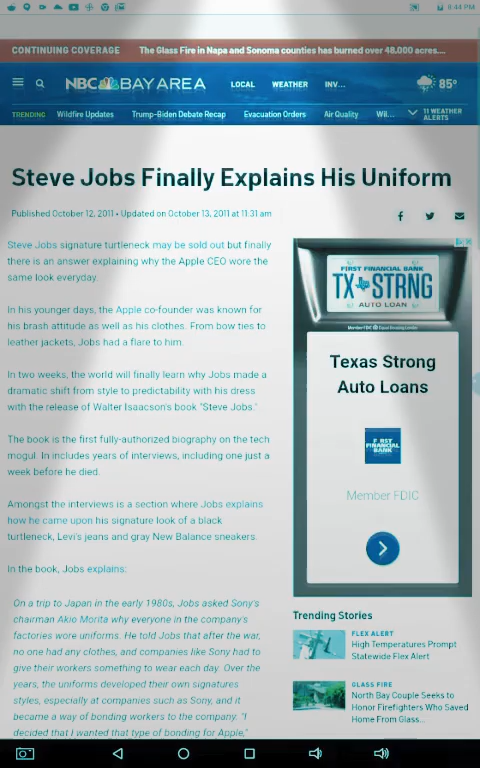 8:44 PM
CONTINUING COVERAGE The Glass Fire in Napa and Sonoma counties has burned over 48,000 acres....
NBC BAY AREA LOCAL WEATHER INV... 85°
TRENDING Wildfire Updates Trump-Biden Debate Recap Evacuation Orders Air Quality Wil... 11 WEATHER
ALERTS
Steve Jobs Finally Explains His Uniform
Published October 12, 2011 • Updated on October 13, 2011 at 11:31 am
Steve Jobs signature turtleneck may be sold out but finally
there is an answer explaining why the Apple CEO wore the
same look everyday.
In his younger days, the Apple co-founder was known for
his brash attitude as well as his clothes. From bow ties to
leather jackets, Jobs had a flare to him.
In two weeks, the world will finally learn why Jobs made a
dramatic shift from style to predictability with his dress
with the release of Walter Isaacson's book "Steve Jobs."
The book is the first fully-authorized biography on the tech
mogul. In includes years of interviews, including one just a
week before he died.
Amongst the interviews is a section where Jobs explains
how he came upon his signature look of a black
turtleneck, Levi's jeans and gray New Balance sneakers.
In the book, Jobs explains:
On a trip to Japan in the early 1980s, Jobs asked Sony's
chairman Akio Morita why everyone in the company's
factories wore uniforms. He told Jobs that after the war,
no one had any clothes, and companies like Sony had to
give their workers something to wear each day. Over the
years, the uniforms developed their own signatures
styles, especially at companies such as Sony, and it
became a way of bonding workers to the company. "I
decided that I wanted that type of bonding for Apple,"
FIRST FINANCIAL BANK
TX STRNG
AUTO LOAN
Member FDIC Equal Housing Lender
Texas Strong
Auto Loans
FIRST
FINANCIAL
BANK
Member FDIC
Trending Stories
FLEX ALERT
High Temperatures Prompt
Statewide Flex Alert
GLASS FIRE
North Bay Couple Seeks to
Honor Firefighters Who Saved
Home From Glass...